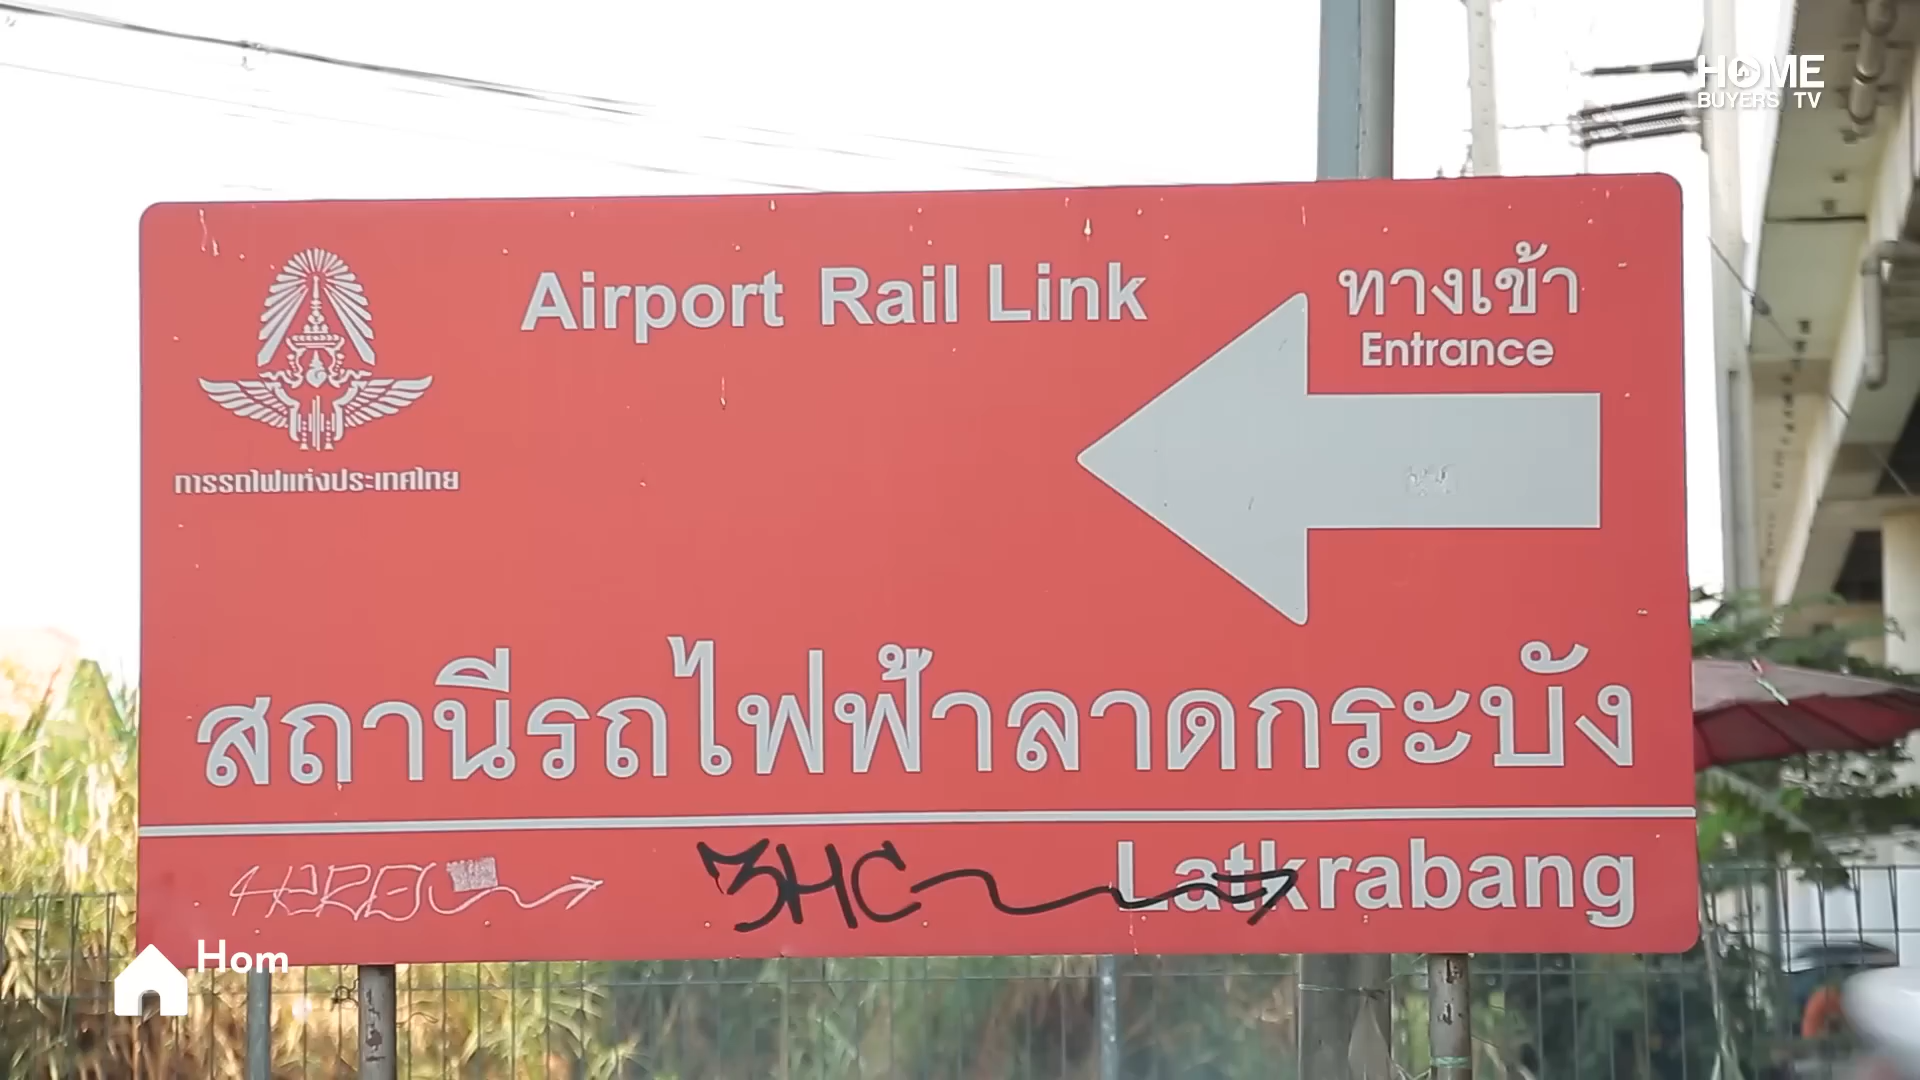 HOME
BUYERS TV
Airport Rail Link
ทางเข้า
Entrance
การรถไฟแห่งประเทศไทย
สถานีรถไฟฟ้าลาดกระบัง
3HC
Latkrabang
Hom